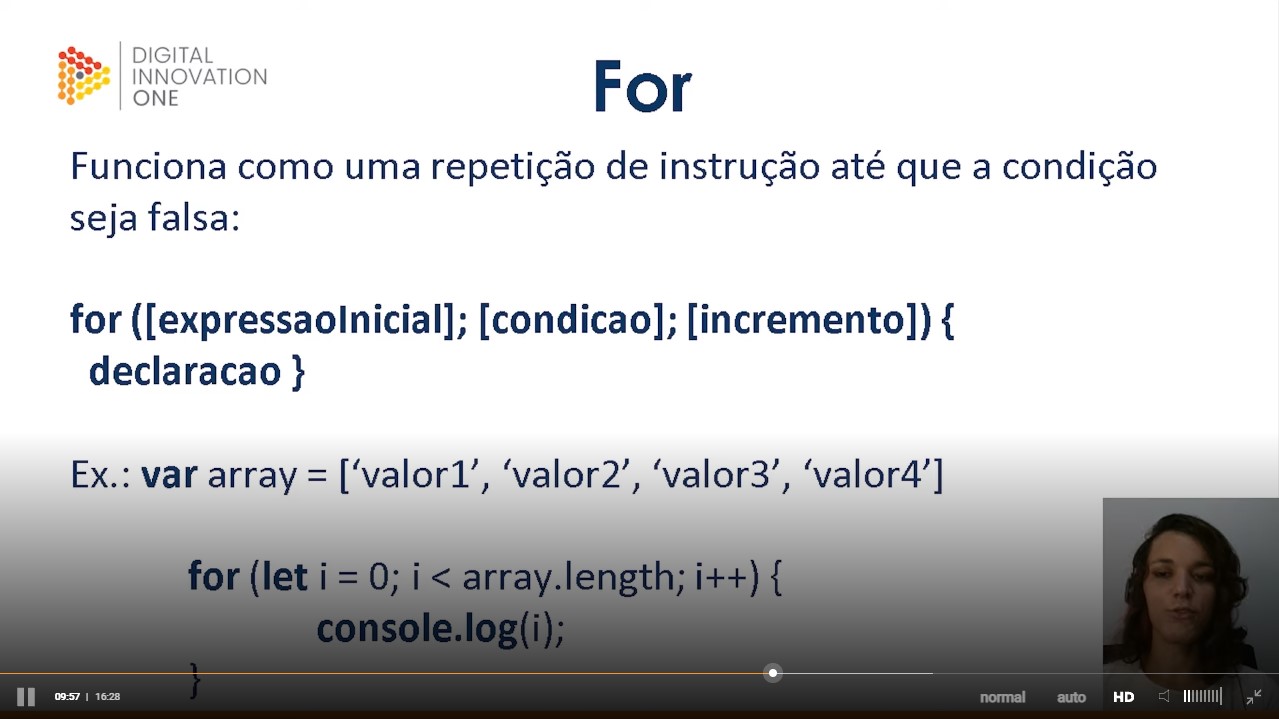 DIGITAL
INNOVATION
ONE
For
Funciona como uma repetição de instrução até que a condição
seja falsa:
for ([expressaoInicial]; [condicao]; [incremento]) {
declaracao }
Ex.: var array = [‘valor1’, ‘valor2’, ‘valor3’, ‘valor4’]
for (let i = 0; i < array.length; i++) {
console.log(i);
}
09:57 | 16:28
normal auto HD